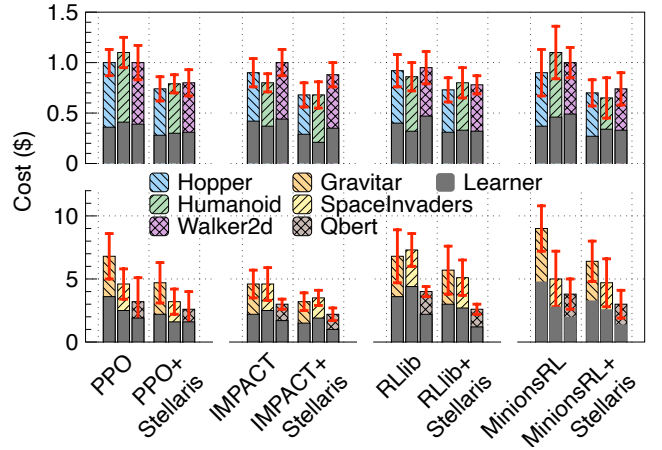 1.5
1.0
0.5
0
Cost ($)
Hopper
Gravitar
Learner
Humanoid
SpaceInvaders
Walker2d
Qbert
10
5
0
PPO
PPO+
Stellaris
IMPACT
IMPACT+
Stellaris
RLlib
RLlib+
Stellaris
MinionsRL
MinionsRL+
Stellaris